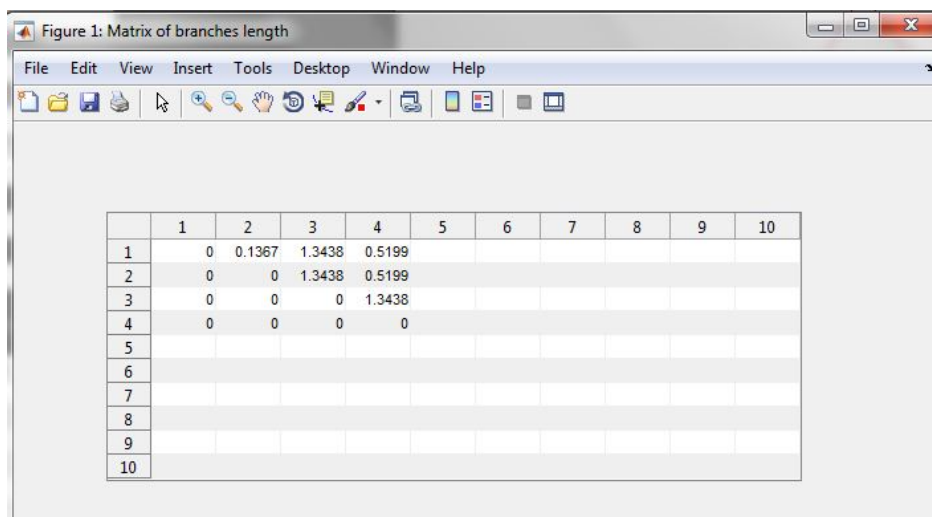 Figure 1: Matrix of branches length
File Edit View Insert Tools Desktop Window Help
1 2 3 4 5 6 7 8 9 10
1 0 0.1367 1.3438 0.5199
2 0 0 1.3438 0.5199
3 0 0 0 1.3438
4 0 0 0 0
5
6
7
8
9
10